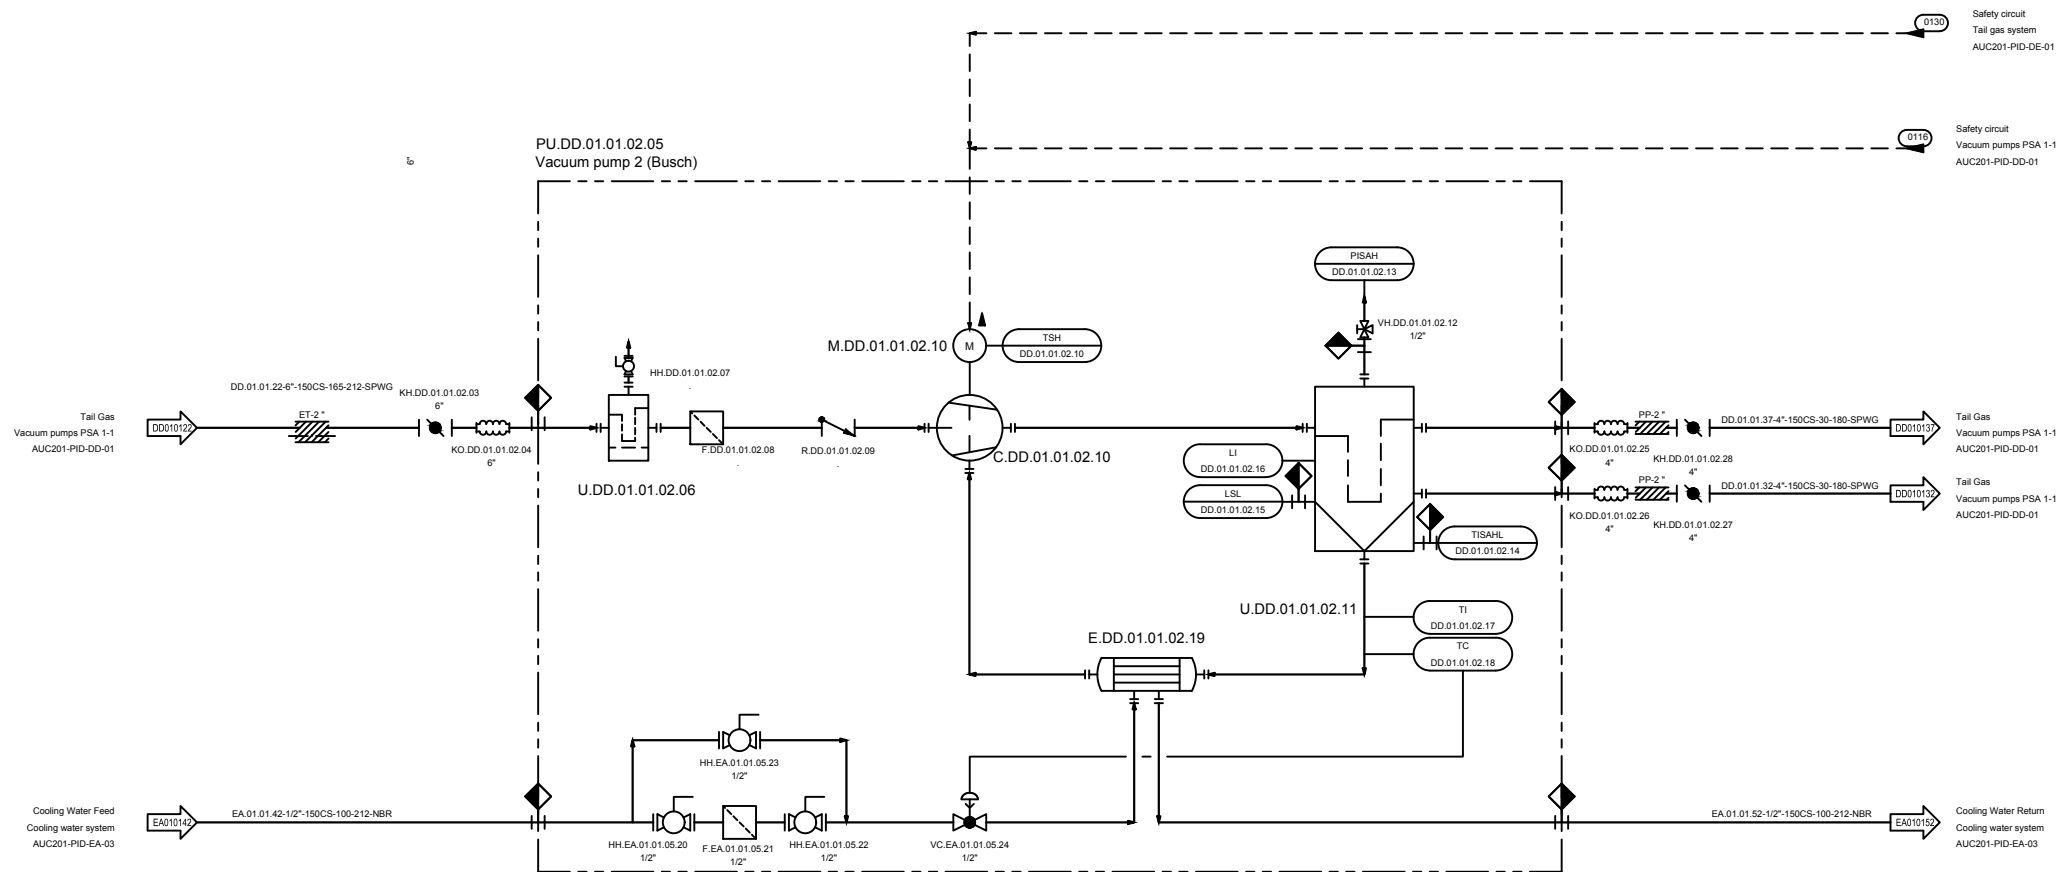 0130
Safety circuit
Tail gas system
AUC201-PID-DE-01
0116
Safety circuit
Vacuum pumps PSA 1-1
AUC201-PID-DD-01
PU.DD.01.01.02.05
Vacuum pump 2 (Busch)
6"
PISAH
DD.01.01.02.13
VH.DD.01.01.02.12
1/2"
M.DD.01.01.02.10
M
TSH
DD.01.01.02.10
HH.DD.01.01.02.07
.
Tail Gas
Vacuum pumps PSA 1-1
AUC201-PID-DD-01
DD010122
DD.01.01.22-6"-150CS-165-212-SPWG
ET-2 "
KH.DD.01.01.02.03
6"
KO.DD.01.01.02.04
6"
U.DD.01.01.02.06
F.DD.01.01.02.08
.
R.DD.01.01.02.09
.
C.DD.01.01.02.10
LI
DD.01.01.02.16
LSL
DD.01.01.02.15
TISAHL
DD.01.01.02.14
PP-2 "
DD.01.01.37-4"-150CS-30-180-SPWG
DD010137
Tail Gas
Vacuum pumps PSA 1-1
AUC201-PID-DD-01
KO.DD.01.01.02.25
4"
KH.DD.01.01.02.28
4"
PP-2 "
DD.01.01.32-4"-150CS-30-180-SPWG
DD010132
Tail Gas
Vacuum pumps PSA 1-1
AUC201-PID-DD-01
KO.DD.01.01.02.26
4"
KH.DD.01.01.02.27
4"
U.DD.01.01.02.11
TI
DD.01.01.02.17
TC
DD.01.01.02.18
E.DD.01.01.02.19
HH.EA.01.01.05.23
1/2"
Cooling Water Feed
Cooling water system
AUC201-PID-EA-03
EA010142
EA.01.01.42-1/2"-150CS-100-212-NBR
HH.EA.01.01.05.20
1/2"
F.EA.01.01.05.21
1/2"
HH.EA.01.01.05.22
1/2"
VC.EA.01.01.05.24
1/2"
EA.01.01.52-1/2"-150CS-100-212-NBR
EA010152
Cooling Water Return
Cooling water system
AUC201-PID-EA-03